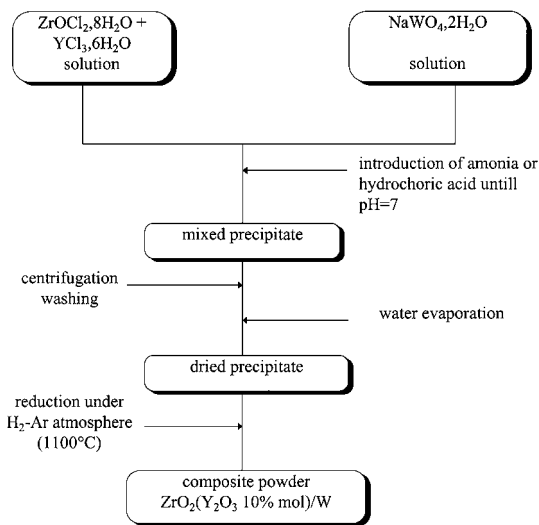 ZrOCl2,8H2O +
YCl3,6H2O
solution
NaWO4,2H2O
solution
introduction of amonia or
hydrochoric acid untill
pH=7
mixed precipitate
centrifugation
washing
water evaporation
dried precipitate
reduction under
H2-Ar atmosphere
(1100°C)
composite powder
ZrO2(Y2O3 10% mol)/W